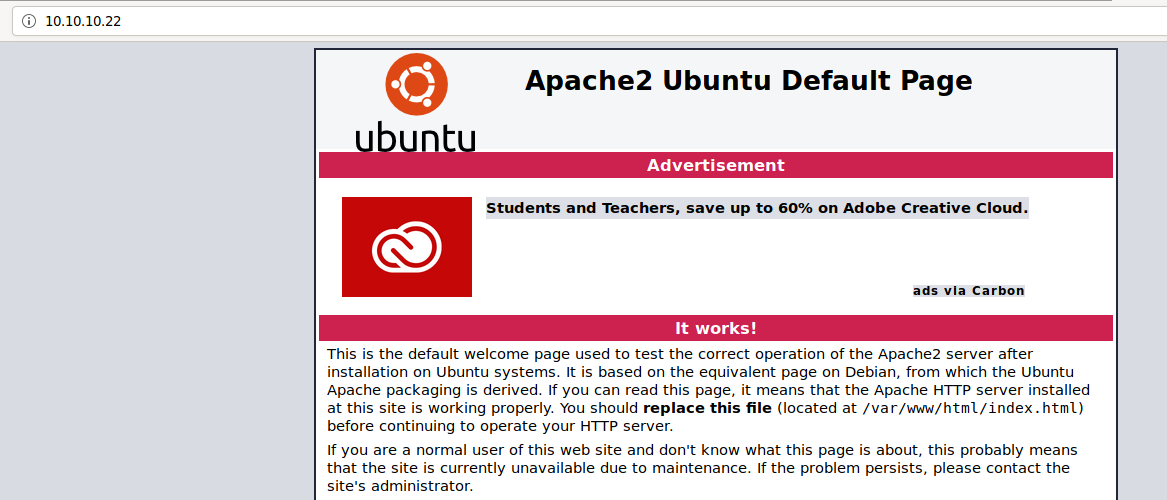 10.10.10.22
Apache2 Ubuntu Default Page
ubuntu
Advertisement
Students and Teachers, save up to 60% on Adobe Creative Cloud.
ads via Carbon
It works!
This is the default welcome page used to test the correct operation of the Apache2 server after
installation on Ubuntu systems. It is based on the equivalent page on Debian, from which the Ubuntu
Apache packaging is derived. If you can read this page, it means that the Apache HTTP server installed
at this site is working properly. You should replace this file (located at /var/www/html/index.html)
before continuing to operate your HTTP server.
If you are a normal user of this web site and don't know what this page is about, this probably means
that the site is currently unavailable due to maintenance. If the problem persists, please contact the
site's administrator.